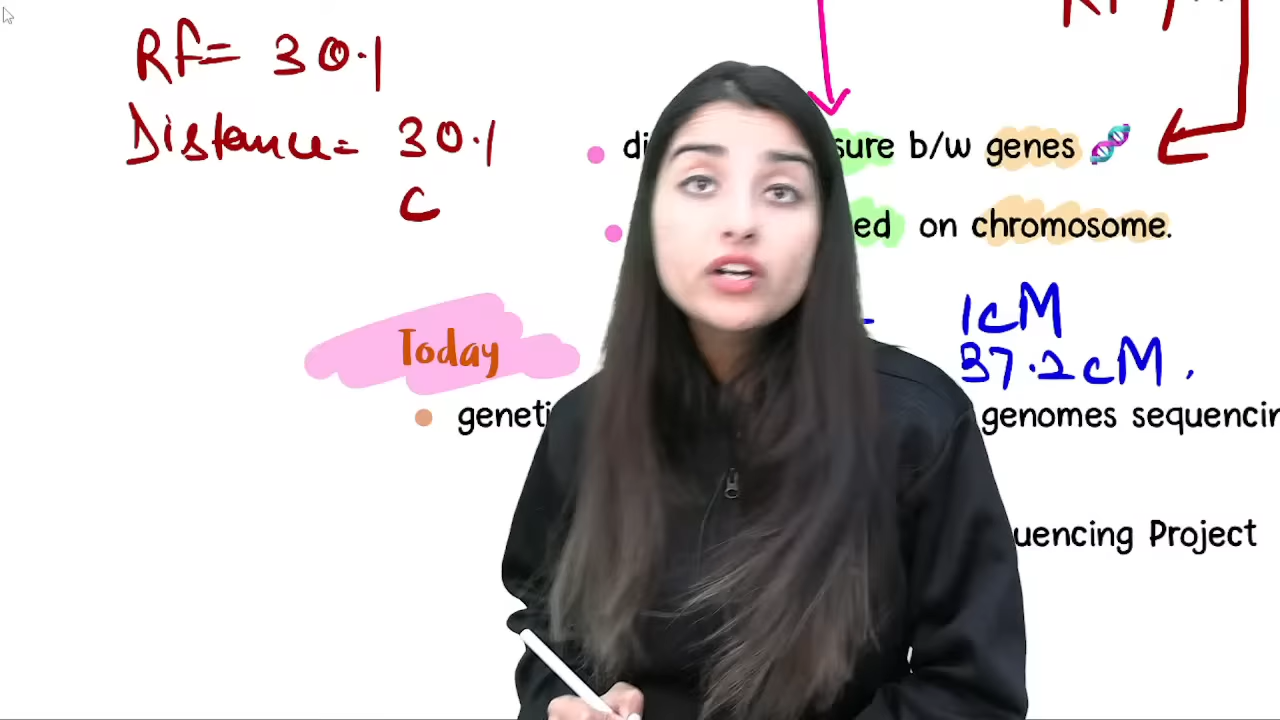 Rf= 30.1
Distance= 30.1
c
sure b/w genes
ed on chromosome.
1cM
37.2cM.
Today
geneti genomes sequencin
uencing Project